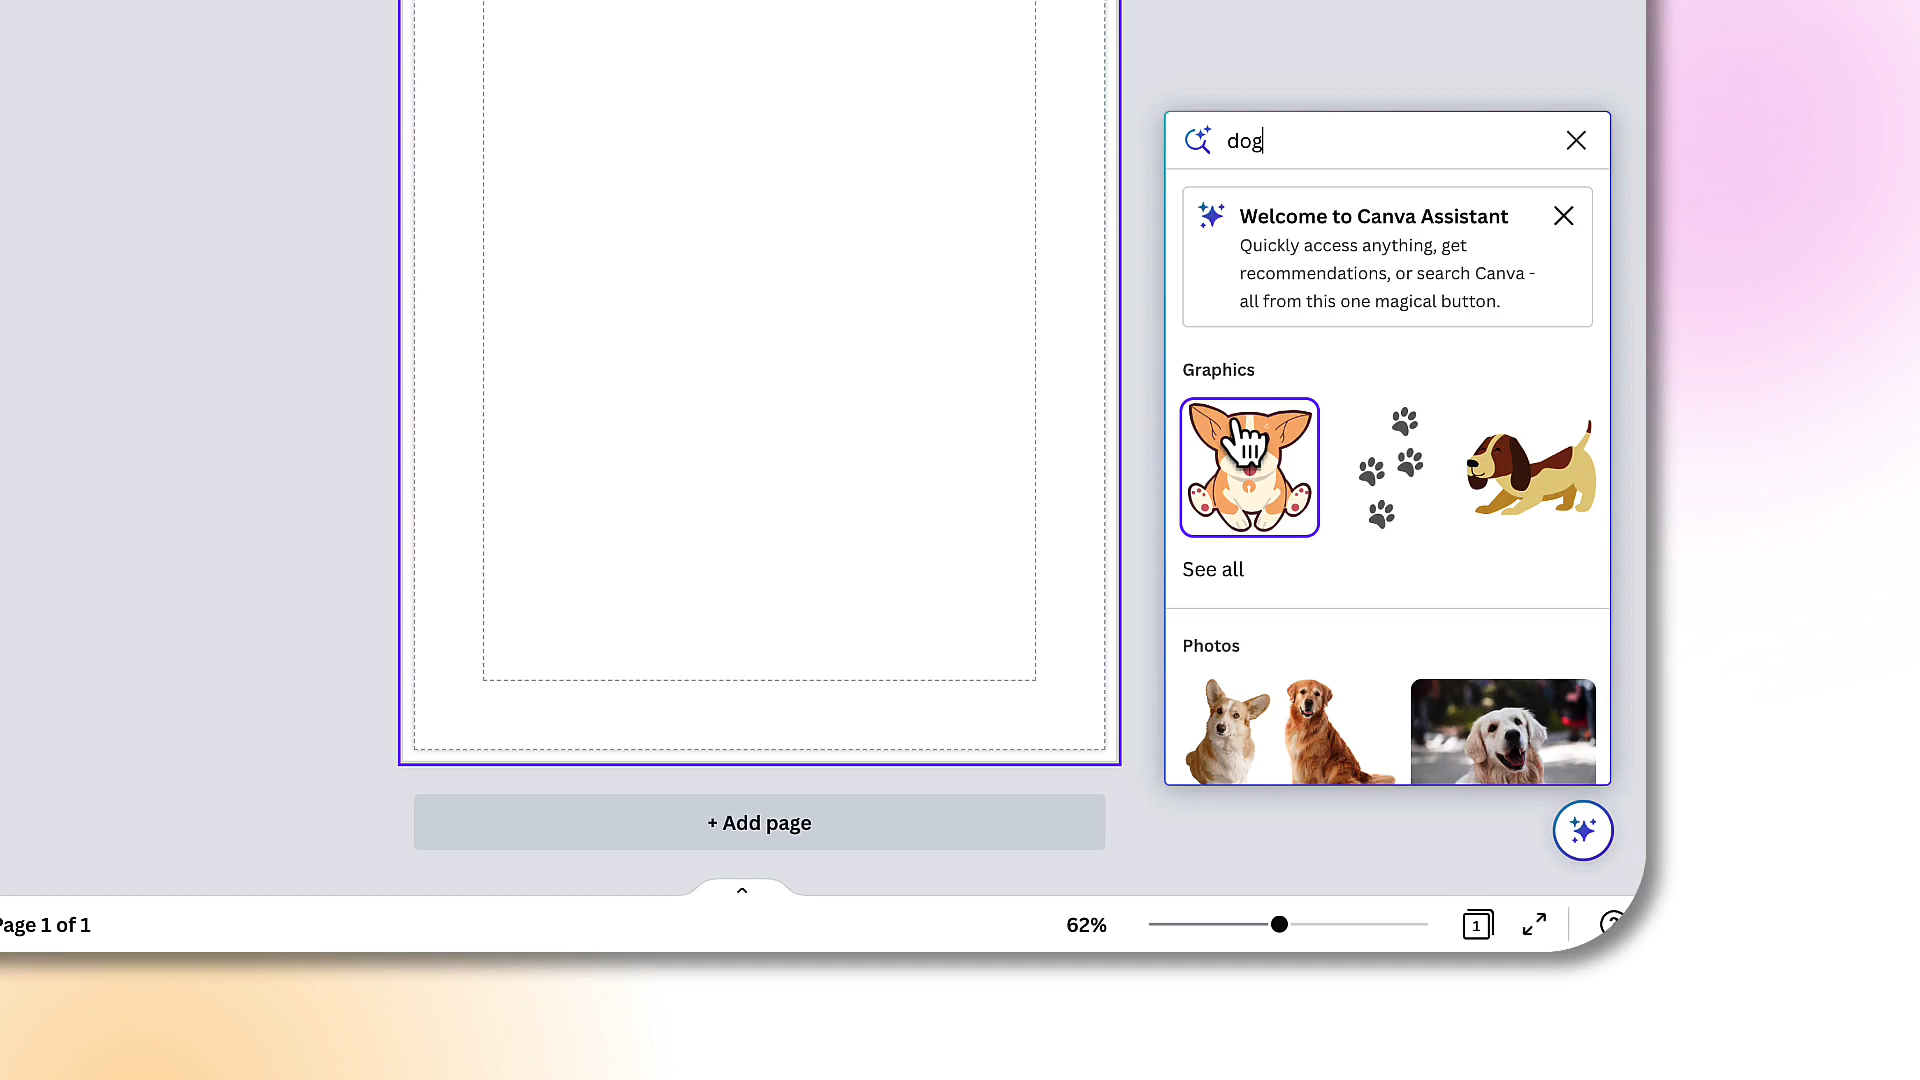 dog
Welcome to Canva Assistant
Quickly access anything, get
recommendations, or search Canva -
all from this one magical button.
Graphics
See all
Photos
+ Add page
Page 1 of 1
62%
1
?